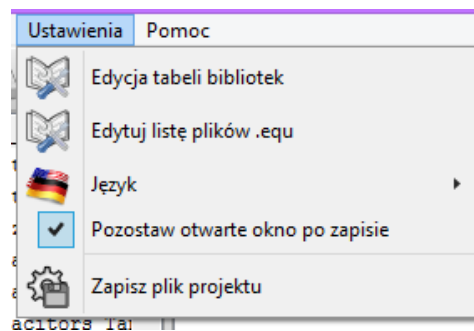 Ustawienia Pomoc
Edycja tabeli bibliotek
Edytuj listę plików .equ
Język
Pozostaw otwarte okno po zapisie
Zapisz plik projektu